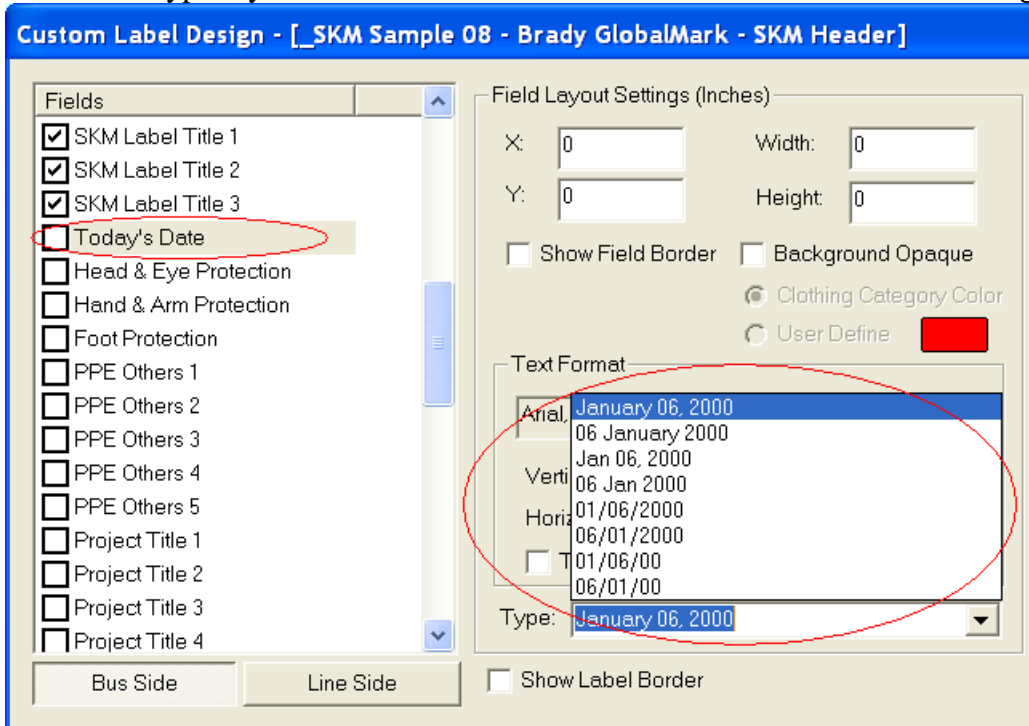 Custom Label Design - [_SKM Sample 08 - Brady GlobalMark - SKM Header]
Fields
SKM Label Title 1
SKM Label Title 2
SKM Label Title 3
Today's Date
Head & Eye Protection
Hand & Arm Protection
Foot Protection
PPE Others 1
PPE Others 2
PPE Others 3
PPE Others 4
PPE Others 5
Project Title 1
Project Title 2
Project Title 3
Project Title 4
Bus Side
Line Side
Field Layout Settings (Inches)
X: 0
Width: 0
Y: 0
Height: 0
Show Field Border
Background Opaque
Clothing Category Color
User Define
Text Format
Arial,
January 06, 2000
06 January 2000
Jan 06, 2000
06 Jan 2000
01/06/2000
06/01/2000
01/06/00
06/01/00
Type: January 06, 2000
Show Label Border